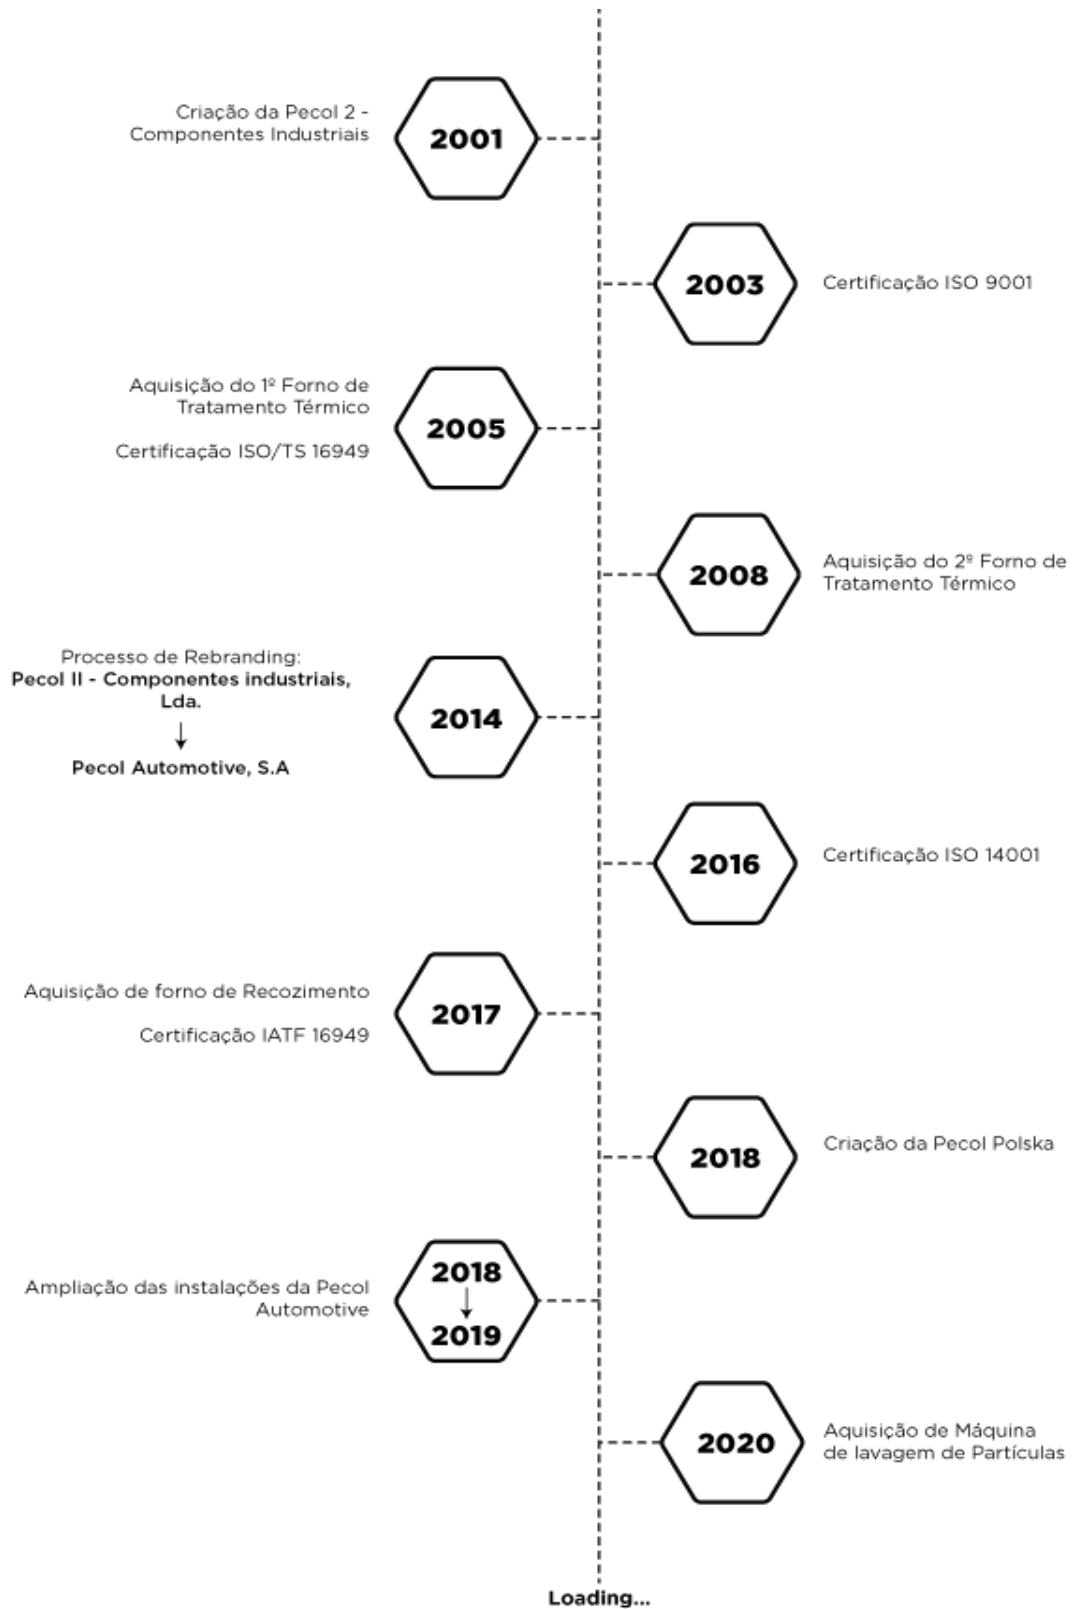 Criação da Pecol 2 -
Componentes Industriais
2001
2003
Certificação ISO 9001
Aquisição do 1º Forno de
Tratamento Térmico
Certificação ISO/TS 16949
2005
2008
Aquisição do 2º Forno de
Tratamento Térmico
Processo de Rebranding:
Pecol II - Componentes industriais,
Lda.
Pecol Automotive, S.A
2014
2016
Certificação ISO 14001
Aquisição de forno de Recozimento
Certificação IATF 16949
2017
2018
Criação da Pecol Polska
Ampliação das instalações da Pecol
Automotive
2018
2019
2020
Aquisição de Máquina
de lavagem de Partículas
Loading...